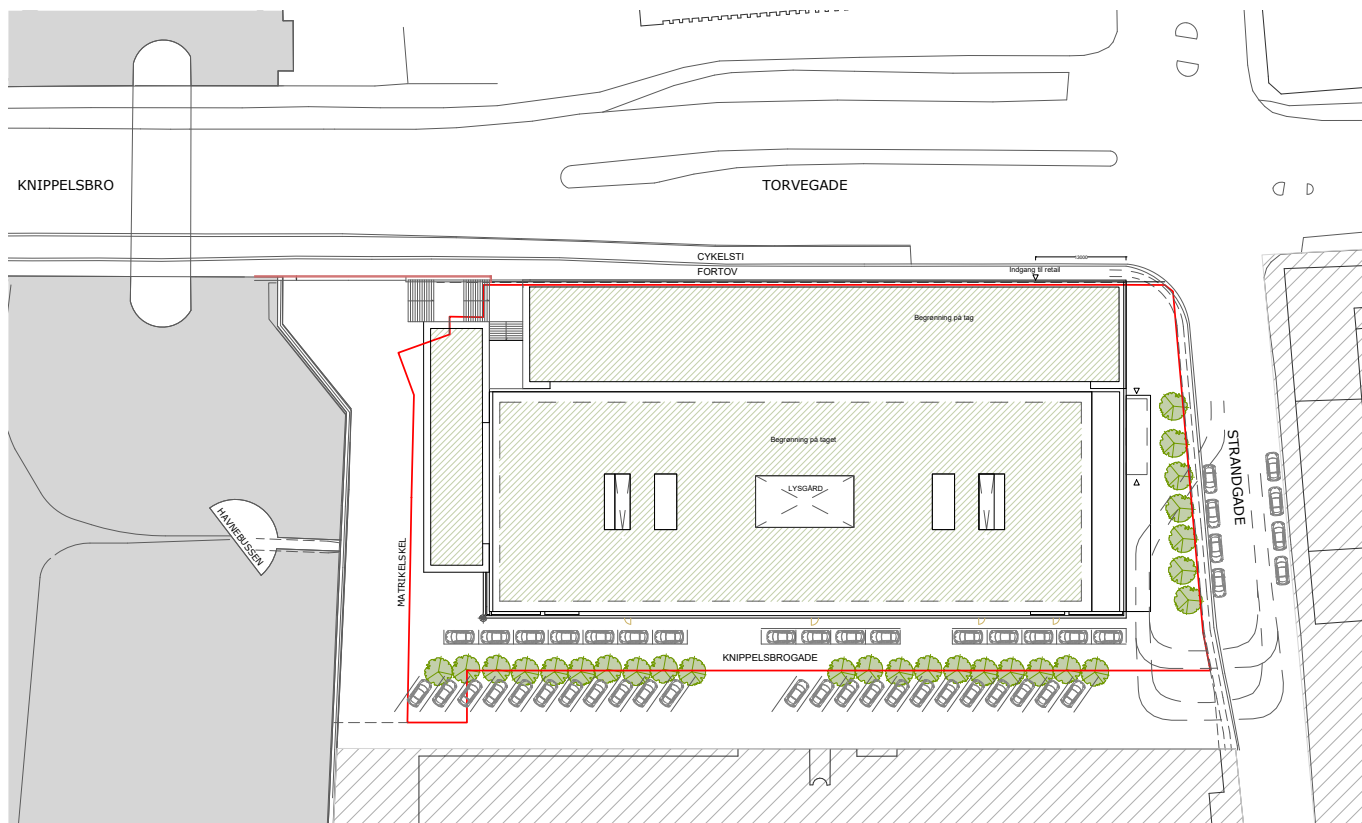 KNIPPELSBRO
TORVEGADE
CYKELSTI
FORTOV
Indgang til retail
Begrønning på tag
Begrønning på taget
LYSGÅRD
STRANDGADE
HAVNEBUSSEN
MATRIKELSKEL
KNIPPELSBROGADE